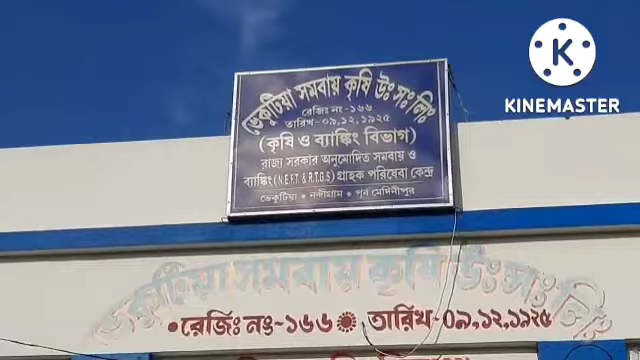 ভেকুটিয়া সমবায় কৃষি উঃ সঃ লিঃ
রেজিঃ নং-১৬৬
তারিখ-০৯.১২.১৯২৫
(কৃষি ও ব্যাঙ্কিং বিভাগ)
রাজ্য সরকার অনুমোদিত সমবায় ও
ব্যাঙ্কিং (N.E.F.T & R.T.G.S) গ্রাহক পরিষেবা কেন্দ্র
ভেকুটিয়া • নন্দীগ্রাম • পূর্ব মেদিনীপুর
KINEMASTER
ভেকুটিয়া সমবায় কৃষি উঃ সঃ লিঃ
•রেজিঃ নং-১৬৬ তারিখ-০৯.১২.১৯২৫